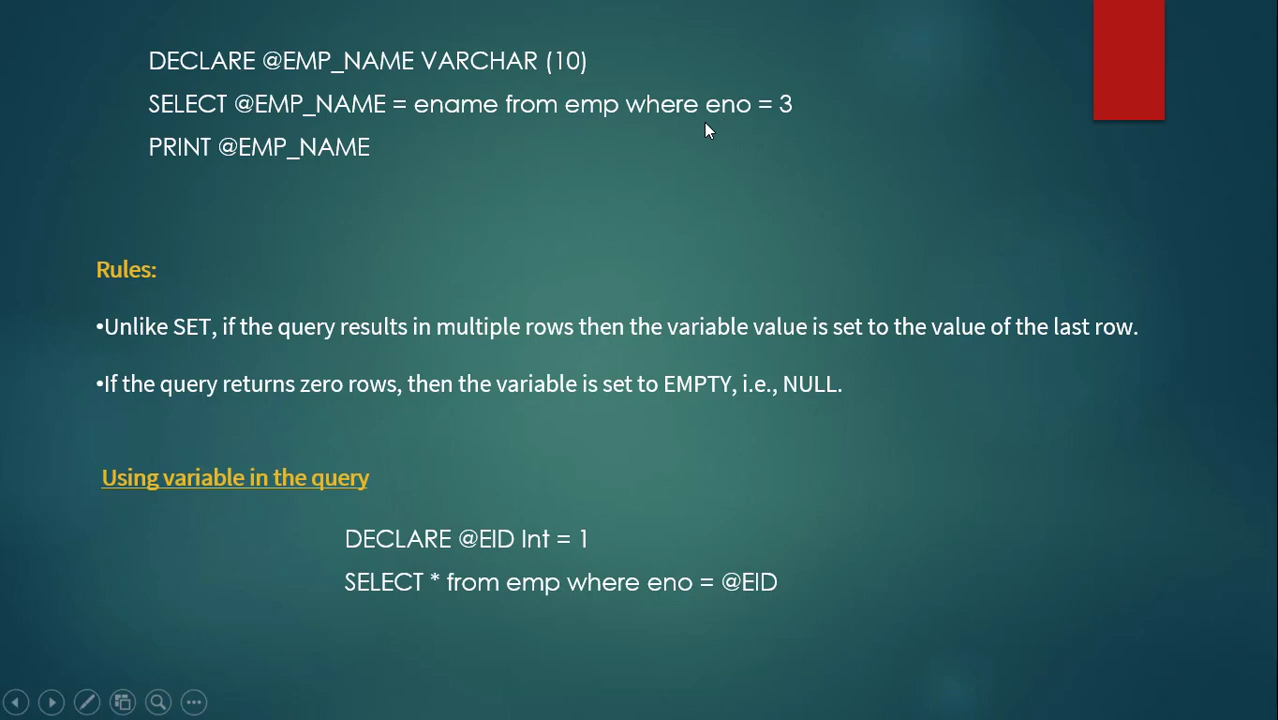 DECLARE @EMP_NAME VARCHAR (10)
SELECT @EMP_NAME = ename from emp where eno = 3
PRINT @EMP_NAME
Rules:
•Unlike SET, if the query results in multiple rows then the variable value is set to the value of the last row.
•If the query returns zero rows, then the variable is set to EMPTY, i.e., NULL.
Using variable in the query
DECLARE @EID Int = 1
SELECT * from emp where eno = @EID